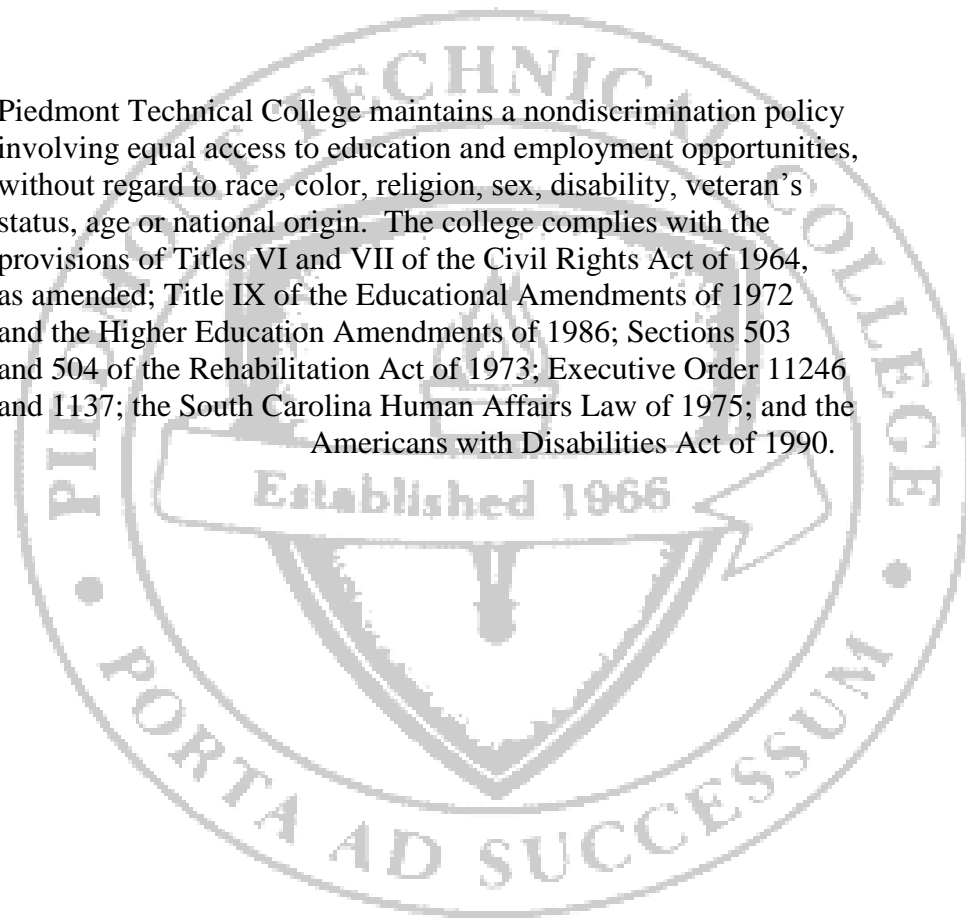 Piedmont Technical College maintains a nondiscrimination policy
involving equal access to education and employment opportunities,
without regard to race, color, religion, sex, disability, veteran’s
status, age or national origin.  The college complies with the
provisions of Titles VI and VII of the Civil Rights Act of 1964,
as amended; Title IX of the Educational Amendments of 1972
and the Higher Education Amendments of 1986; Sections 503
and 504 of the Rehabilitation Act of 1973; Executive Order 11246
and 1137; the South Carolina Human Affairs Law of 1975; and the
Americans with Disabilities Act of 1990.
PIEDMONT TECHNICAL COLLEGE
Established 1966
PORTA AD SUCCESSUM